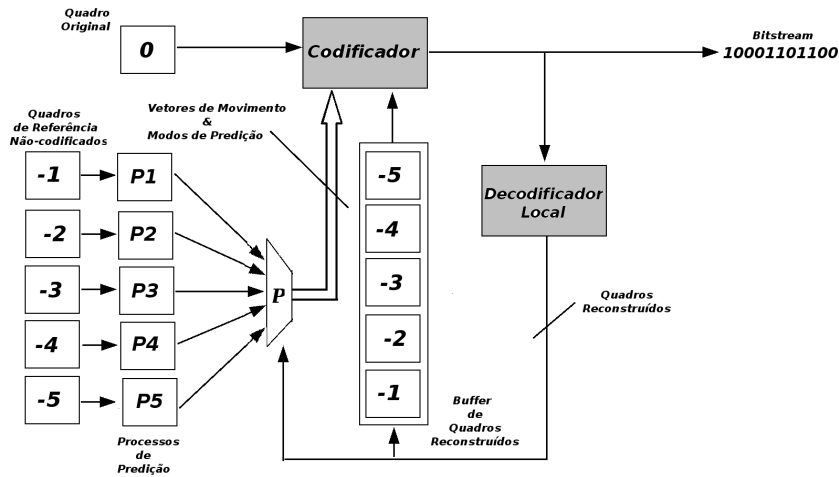 Quadro
Original
0
Codificador
Bitstream
10001101100
Vetores de Movimento
&
Modos de Predição
Quadros
de Referência
Não-codificados
-1
P1
-2
P2
-3
P3
-4
P4
-5
P5
P
-5
-4
-3
-2
-1
Decodificador
Local
Quadros
Reconstruídos
Buffer
de
Quadros
Reconstruídos
Processos
de
Predição